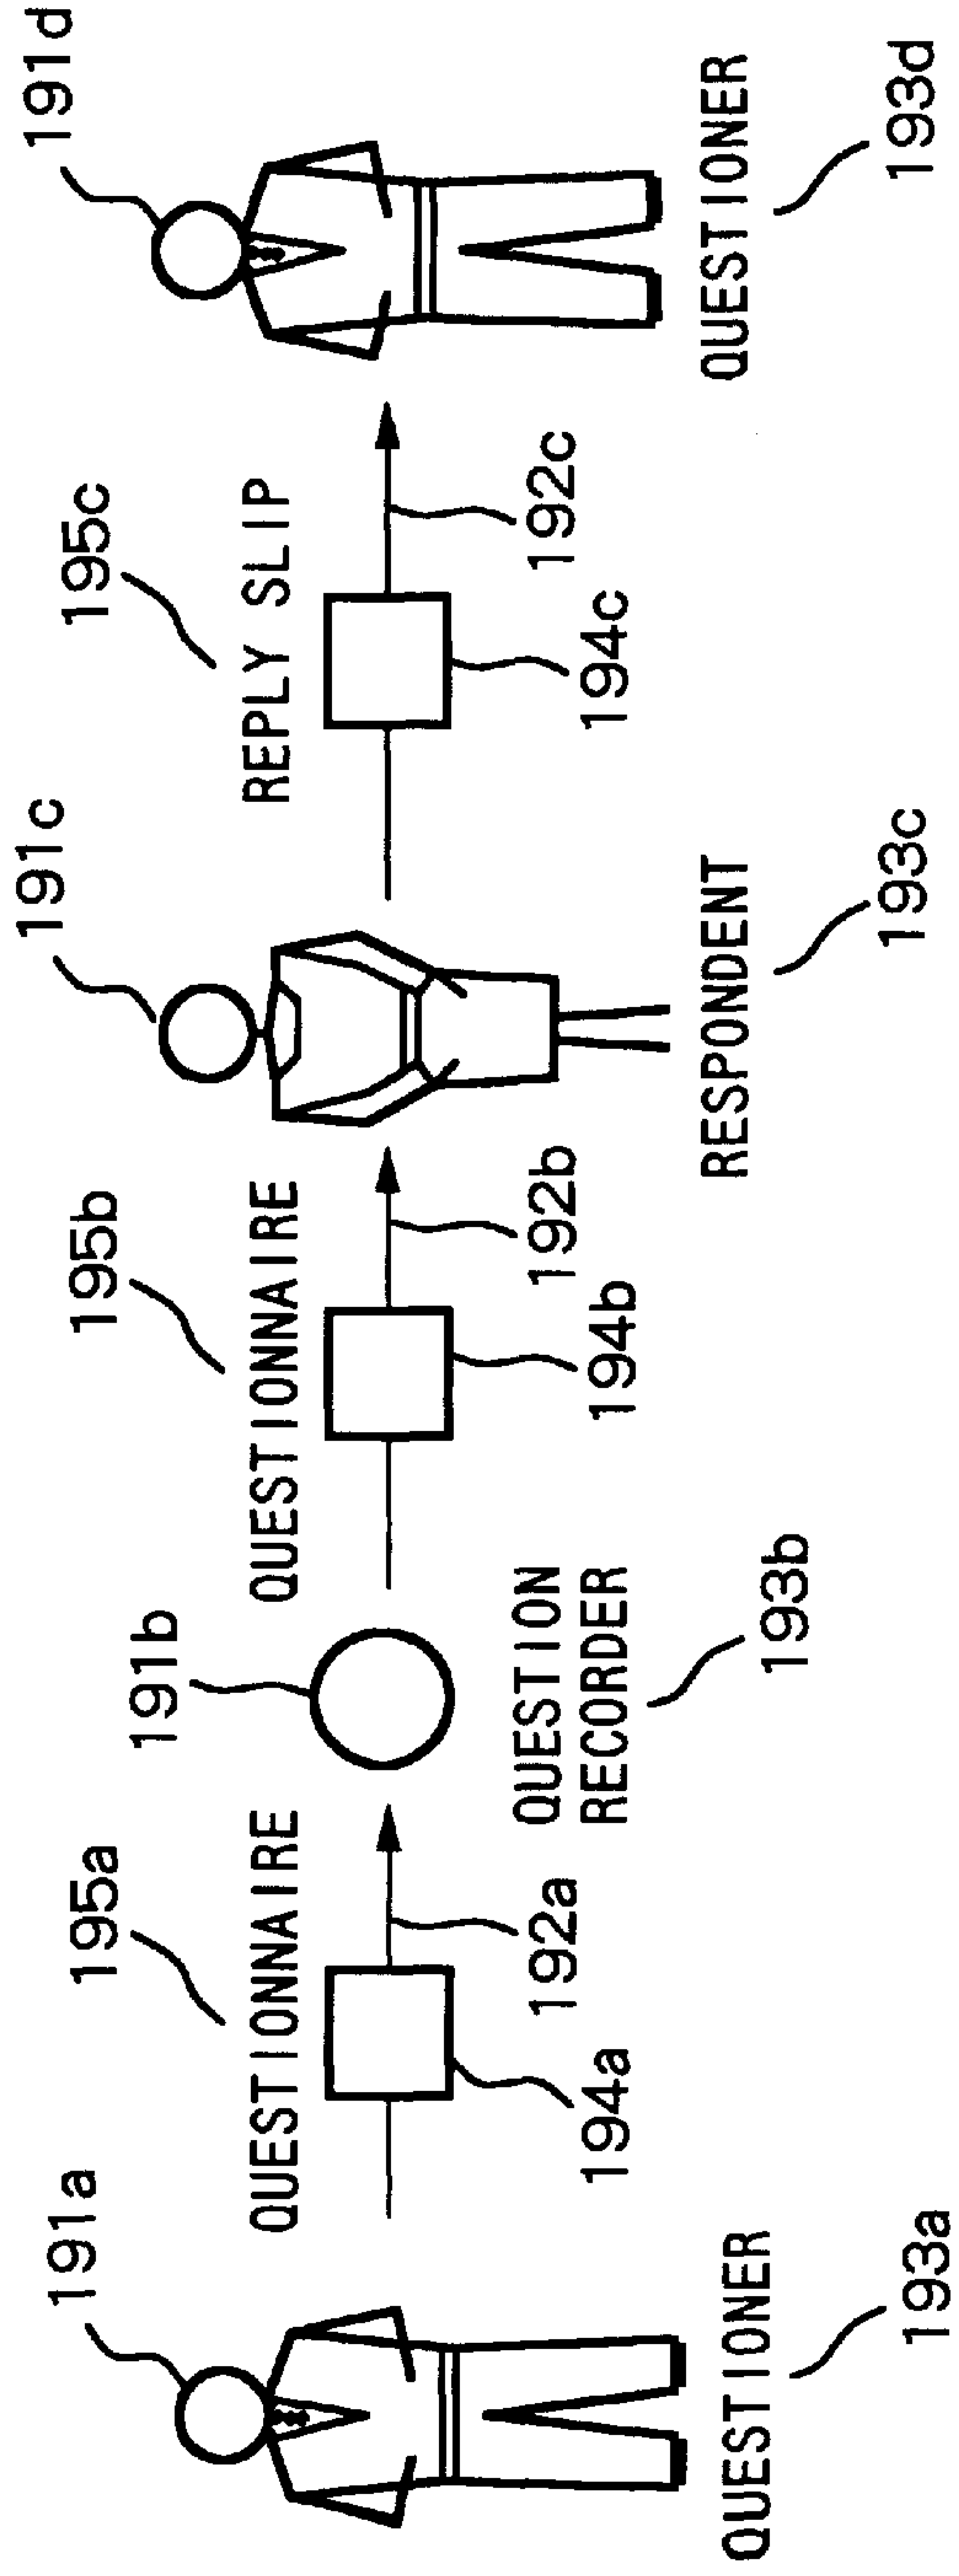 191a
195a
QUESTIONNAIRE
194a
192a
QUESTIONER
193a
191b
QUESTION
RECORDER
193b
195b
QUESTIONNAIRE
194b
192b
191c
RESPONDENT
193c
195c
REPLY SLIP
194c
192c
191d
QUESTIONER
193d